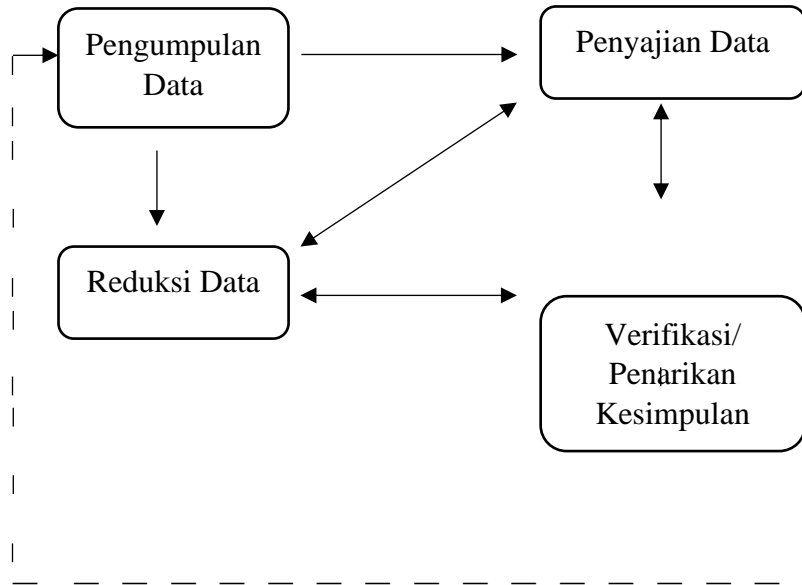 Pengumpulan
Data
Penyajian Data
Reduksi Data
Verifikasi/
Penarikan
Kesimpulan